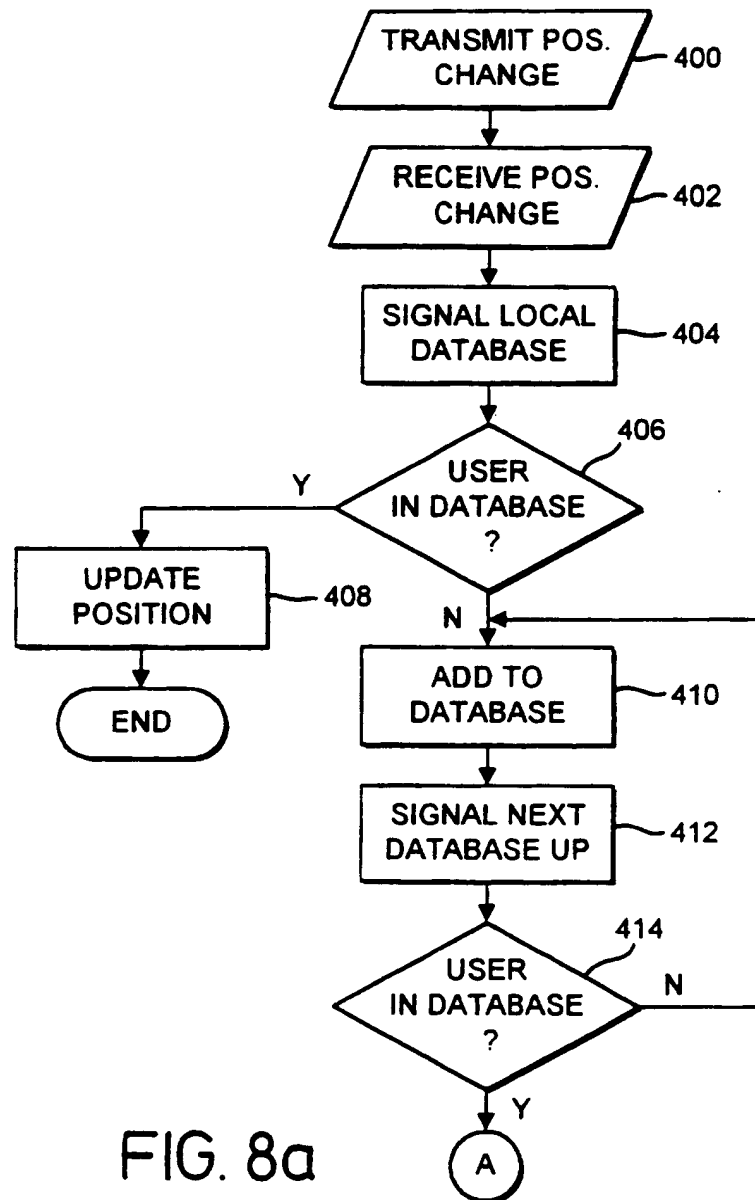 TRANSMIT POS.
CHANGE
400
RECEIVE POS.
CHANGE
402
SIGNAL LOCAL
DATABASE
404
406
USER
IN DATABASE
?
Y
UPDATE
POSITION
408
N
END
ADD TO
DATABASE
410
SIGNAL NEXT
DATABASE UP
412
414
USER
IN DATABASE
?
N
Y
A
FIG. 8a